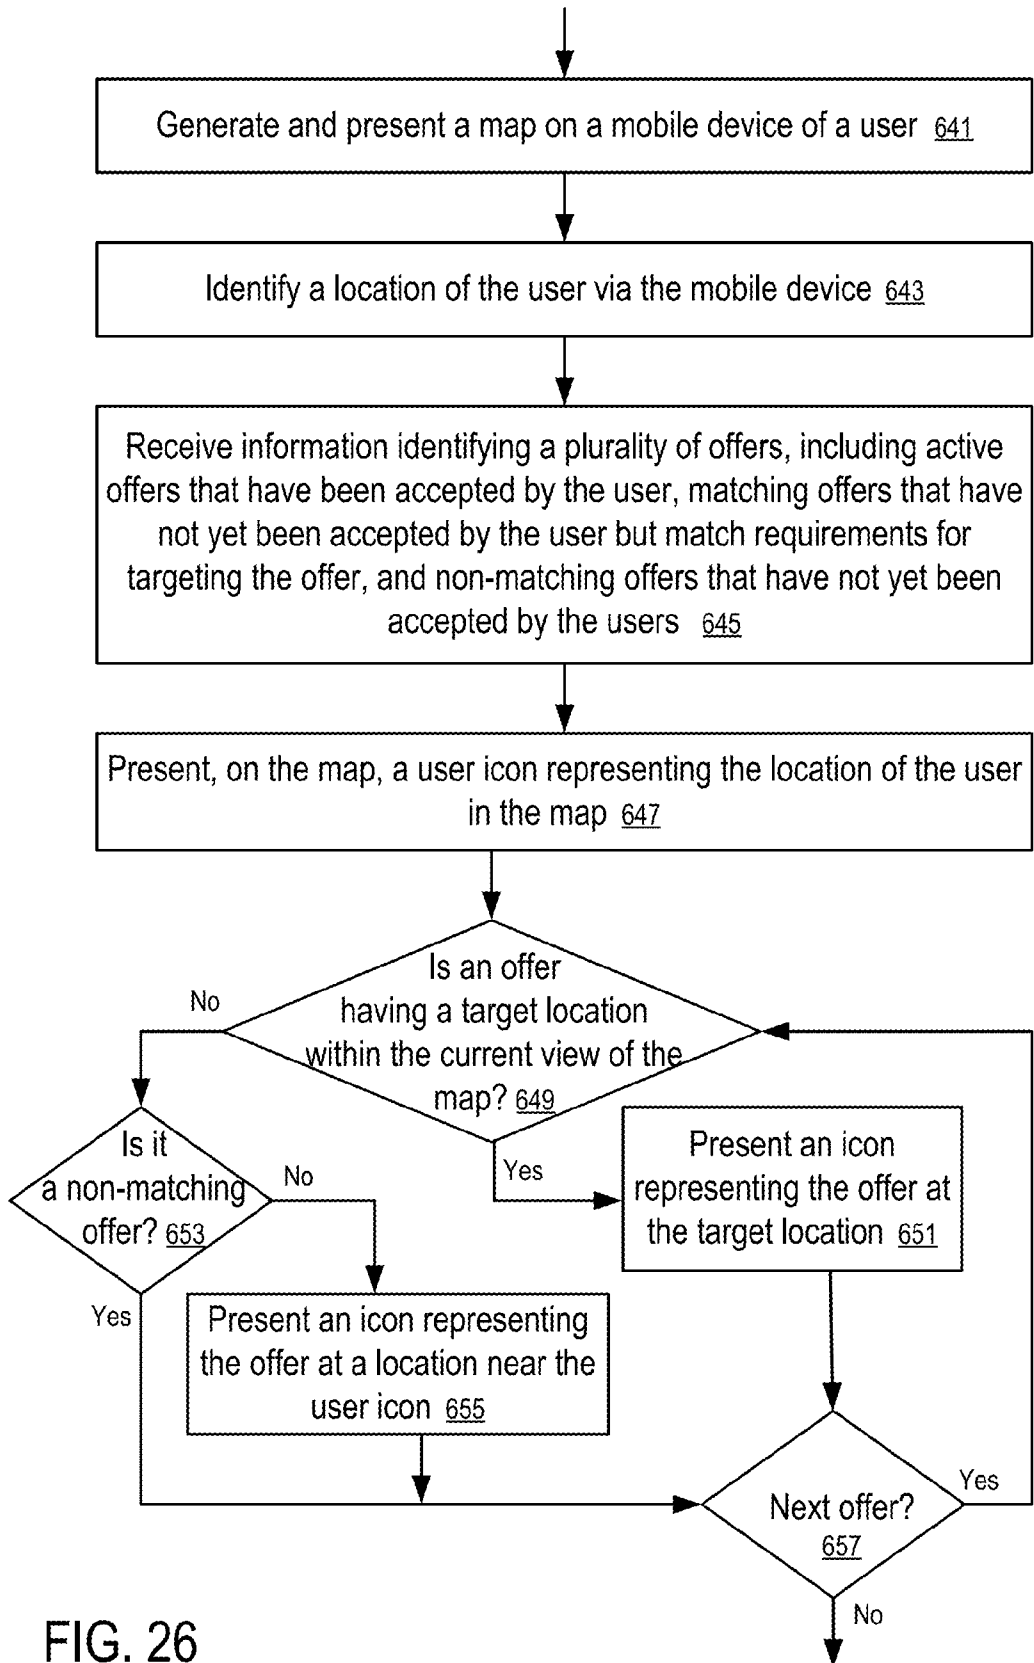 Generate and present a map on a mobile device of a user 641
Identify a location of the user via the mobile device 643
Receive information identifying a plurality of offers, including active
offers that have been accepted by the user, matching offers that have
not yet been accepted by the user but match requirements for
targeting the offer, and non-matching offers that have not yet been
accepted by the users 645
Present, on the map, a user icon representing the location of the user
in the map 647
Is an offer
having a target location
within the current view of the
map? 649
No
Yes
Is it
a non-matching
offer? 653
No
Yes
Present an icon
representing the offer at
the target location 651
Present an icon representing
the offer at a location near the
user icon 655
Next offer?
657
Yes
No
FIG. 26